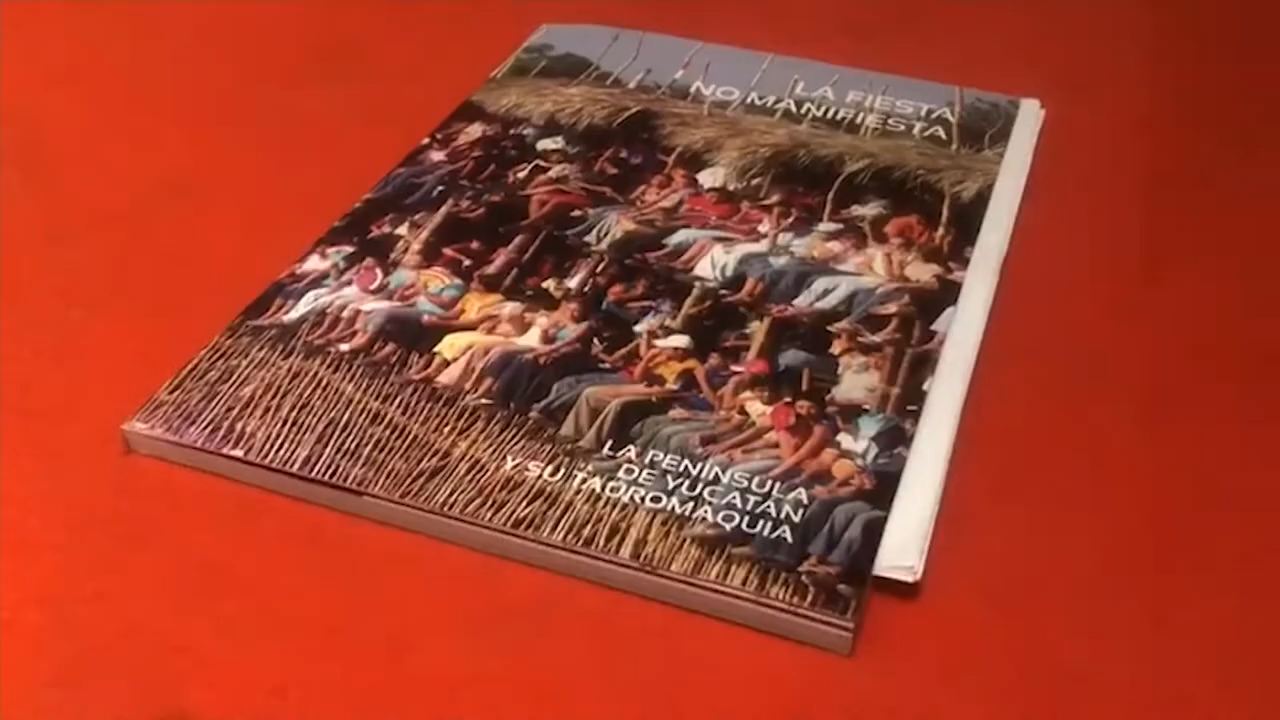 LA FIESTA
NO MANIFIESTA
LA PENÍNSULA
DE YUCATÁN
Y SU TAUROMAQUIA